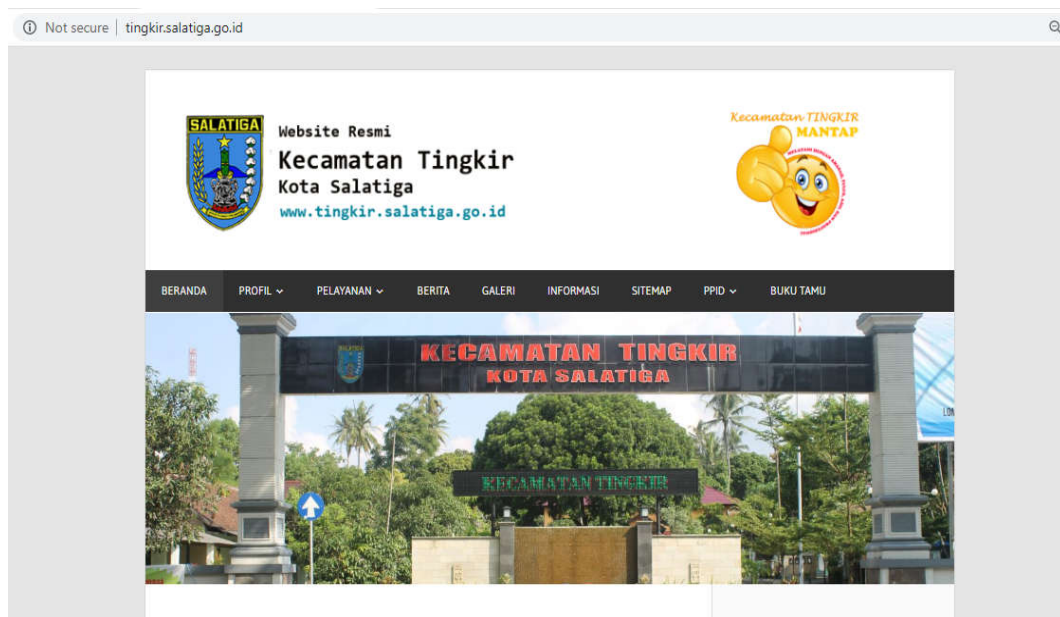 Not secure | tingkir.salatiga.go.id
SALATIGA
Website Resmi
Kecamatan Tingkir
Kota Salatiga
www.tingkir.salatiga.go.id
Kecamatan TINGKIR
MANTAP
BERANDA PROFIL PELAYANAN BERITA GALERI INFORMASI SITEMAP PPID BUKU TAMU
SALATIGA
KECAMATAN TINGKIR
KOTA SALATIGA
KECAMATAN TINGKIR